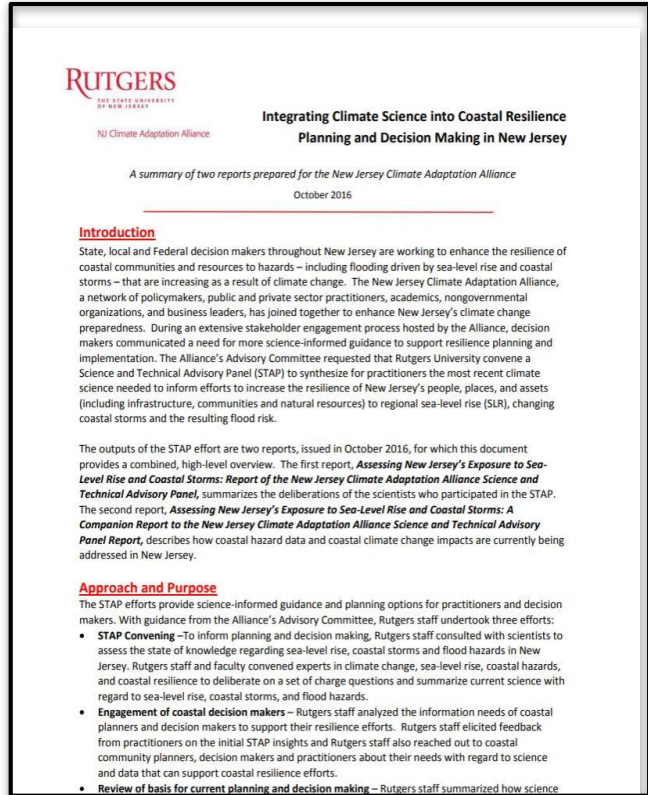 RUTGERS
THE STATE UNIVERSITY
OF NEW JERSEY
NJ Climate Adaptation Alliance
Integrating Climate Science into Coastal Resilience
Planning and Decision Making in New Jersey
A summary of two reports prepared for the New Jersey Climate Adaptation Alliance
October 2016
Introduction
State, local and Federal decision makers throughout New Jersey are working to enhance the resilience of
coastal communities and resources to hazards – including flooding driven by sea-level rise and coastal
storms – that are increasing as a result of climate change. The New Jersey Climate Adaptation Alliance,
a network of policymakers, public and private sector practitioners, academics, nongovernmental
organizations, and business leaders, has joined together to enhance New Jersey's climate change
preparedness. During an extensive stakeholder engagement process hosted by the Alliance, decision
makers communicated a need for more science-informed guidance to support resilience planning and
implementation. The Alliance's Advisory Committee requested that Rutgers University convene a
Science and Technical Advisory Panel (STAP) to synthesize for practitioners the most recent climate
science needed to inform efforts to increase the resilience of New Jersey's people, places, and assets
(including infrastructure, communities and natural resources) to regional sea-level rise (SLR), changing
coastal storms and the resulting flood risk.
The outputs of the STAP effort are two reports, issued in October 2016, for which this document
provides a combined, high-level overview. The first report, Assessing New Jersey's Exposure to Sea-
Level Rise and Coastal Storms: Report of the New Jersey Climate Adaptation Alliance Science and
Technical Advisory Panel, summarizes the deliberations of the scientists who participated in the STAP.
The second report, Assessing New Jersey's Exposure to Sea-Level Rise and Coastal Storms: A
Companion Report to the New Jersey Climate Adaptation Alliance Science and Technical Advisory
Panel Report, describes how coastal hazard data and coastal climate change impacts are currently being
addressed in New Jersey.
Approach and Purpose
The STAP efforts provide science-informed guidance and planning options for practitioners and decision
makers. With guidance from the Alliance's Advisory Committee, Rutgers staff undertook three efforts:
• STAP Convening –To inform planning and decision making, Rutgers staff consulted with scientists to
assess the state of knowledge regarding sea-level rise, coastal storms and flood hazards in New
Jersey. Rutgers staff and faculty convened experts in climate change, sea-level rise, coastal hazards,
and coastal resilience to deliberate on a set of charge questions and summarize current science with
regard to sea-level rise, coastal storms, and flood hazards.
• Engagement of coastal decision makers – Rutgers staff analyzed the information needs of coastal
planners and decision makers to support their resilience efforts. Rutgers staff elicited feedback
from practitioners on the initial STAP insights and Rutgers staff also reached out to coastal
community planners, decision makers and practitioners about their needs with regard to science
and data that can support coastal resilience efforts.
• Review of basis for current planning and decision making – Rutgers staff summarized how science